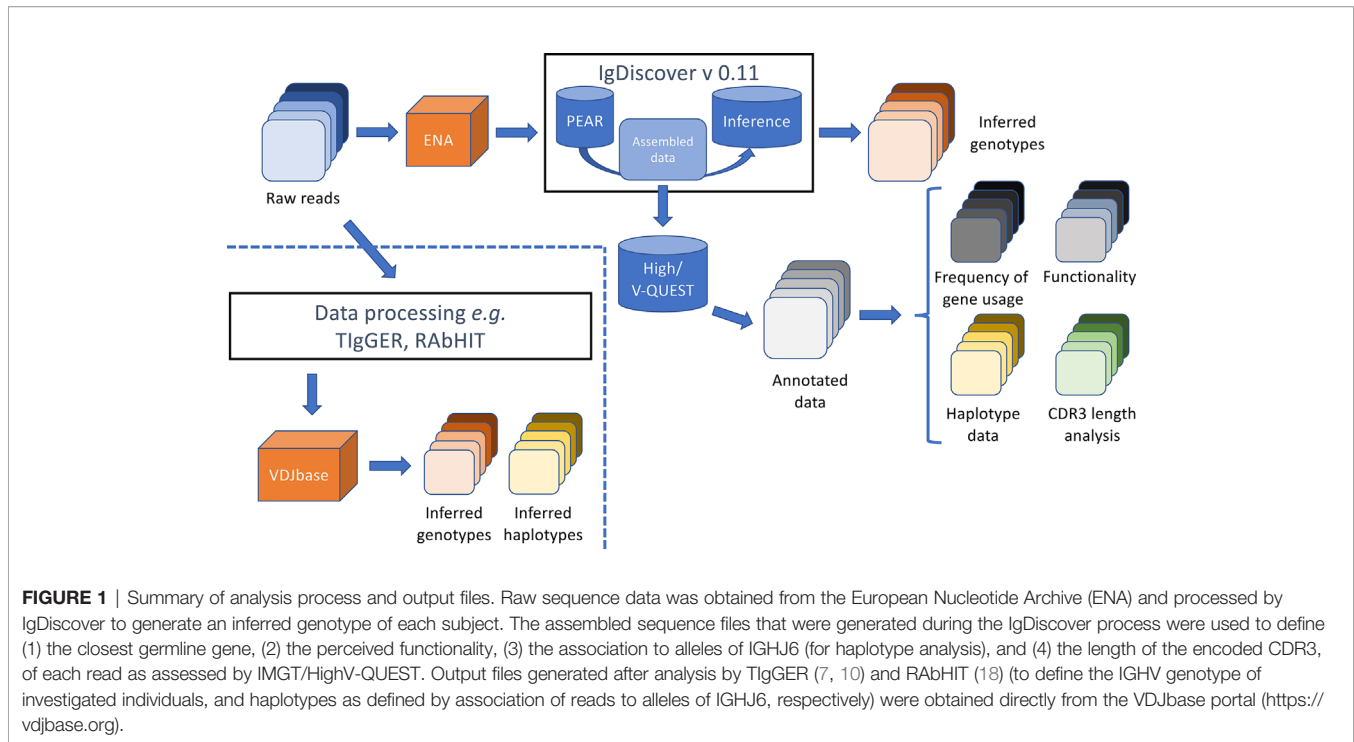 IgDiscover v 0.11
PEAR
Assembled
data
Inference
ENA
Raw reads
Inferred
genotypes
High/
V-QUEST
Annotated
data
Frequency of
gene usage
Functionality
Haplotype
data
CDR3 length
analysis
Data processing e.g.
TIgGER, RAbHIT
VDJbase
Inferred
genotypes
Inferred
haplotypes
FIGURE 1 | Summary of analysis process and output files. Raw sequence data was obtained from the European Nucleotide Archive (ENA) and processed by
IgDiscover to generate an inferred genotype of each subject. The assembled sequence files that were generated during the IgDiscover process were used to define
(1) the closest germline gene, (2) the perceived functionality, (3) the association to alleles of IGHJ6 (for haplotype analysis), and (4) the length of the encoded CDR3,
of each read as assessed by IMGT/HighV-QUEST. Output files generated after analysis by TIgGER (7, 10) and RAbHIT (18) (to define the IGHV genotype of
investigated individuals, and haplotypes as defined by association of reads to alleles of IGHJ6, respectively) were obtained directly from the VDJbase portal (https://
vdjbase.org).